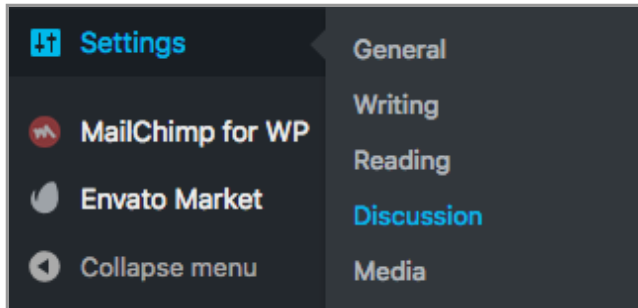 Settings
MailChimp for WP
Envato Market
Collapse menu
General
Writing
Reading
Discussion
Media